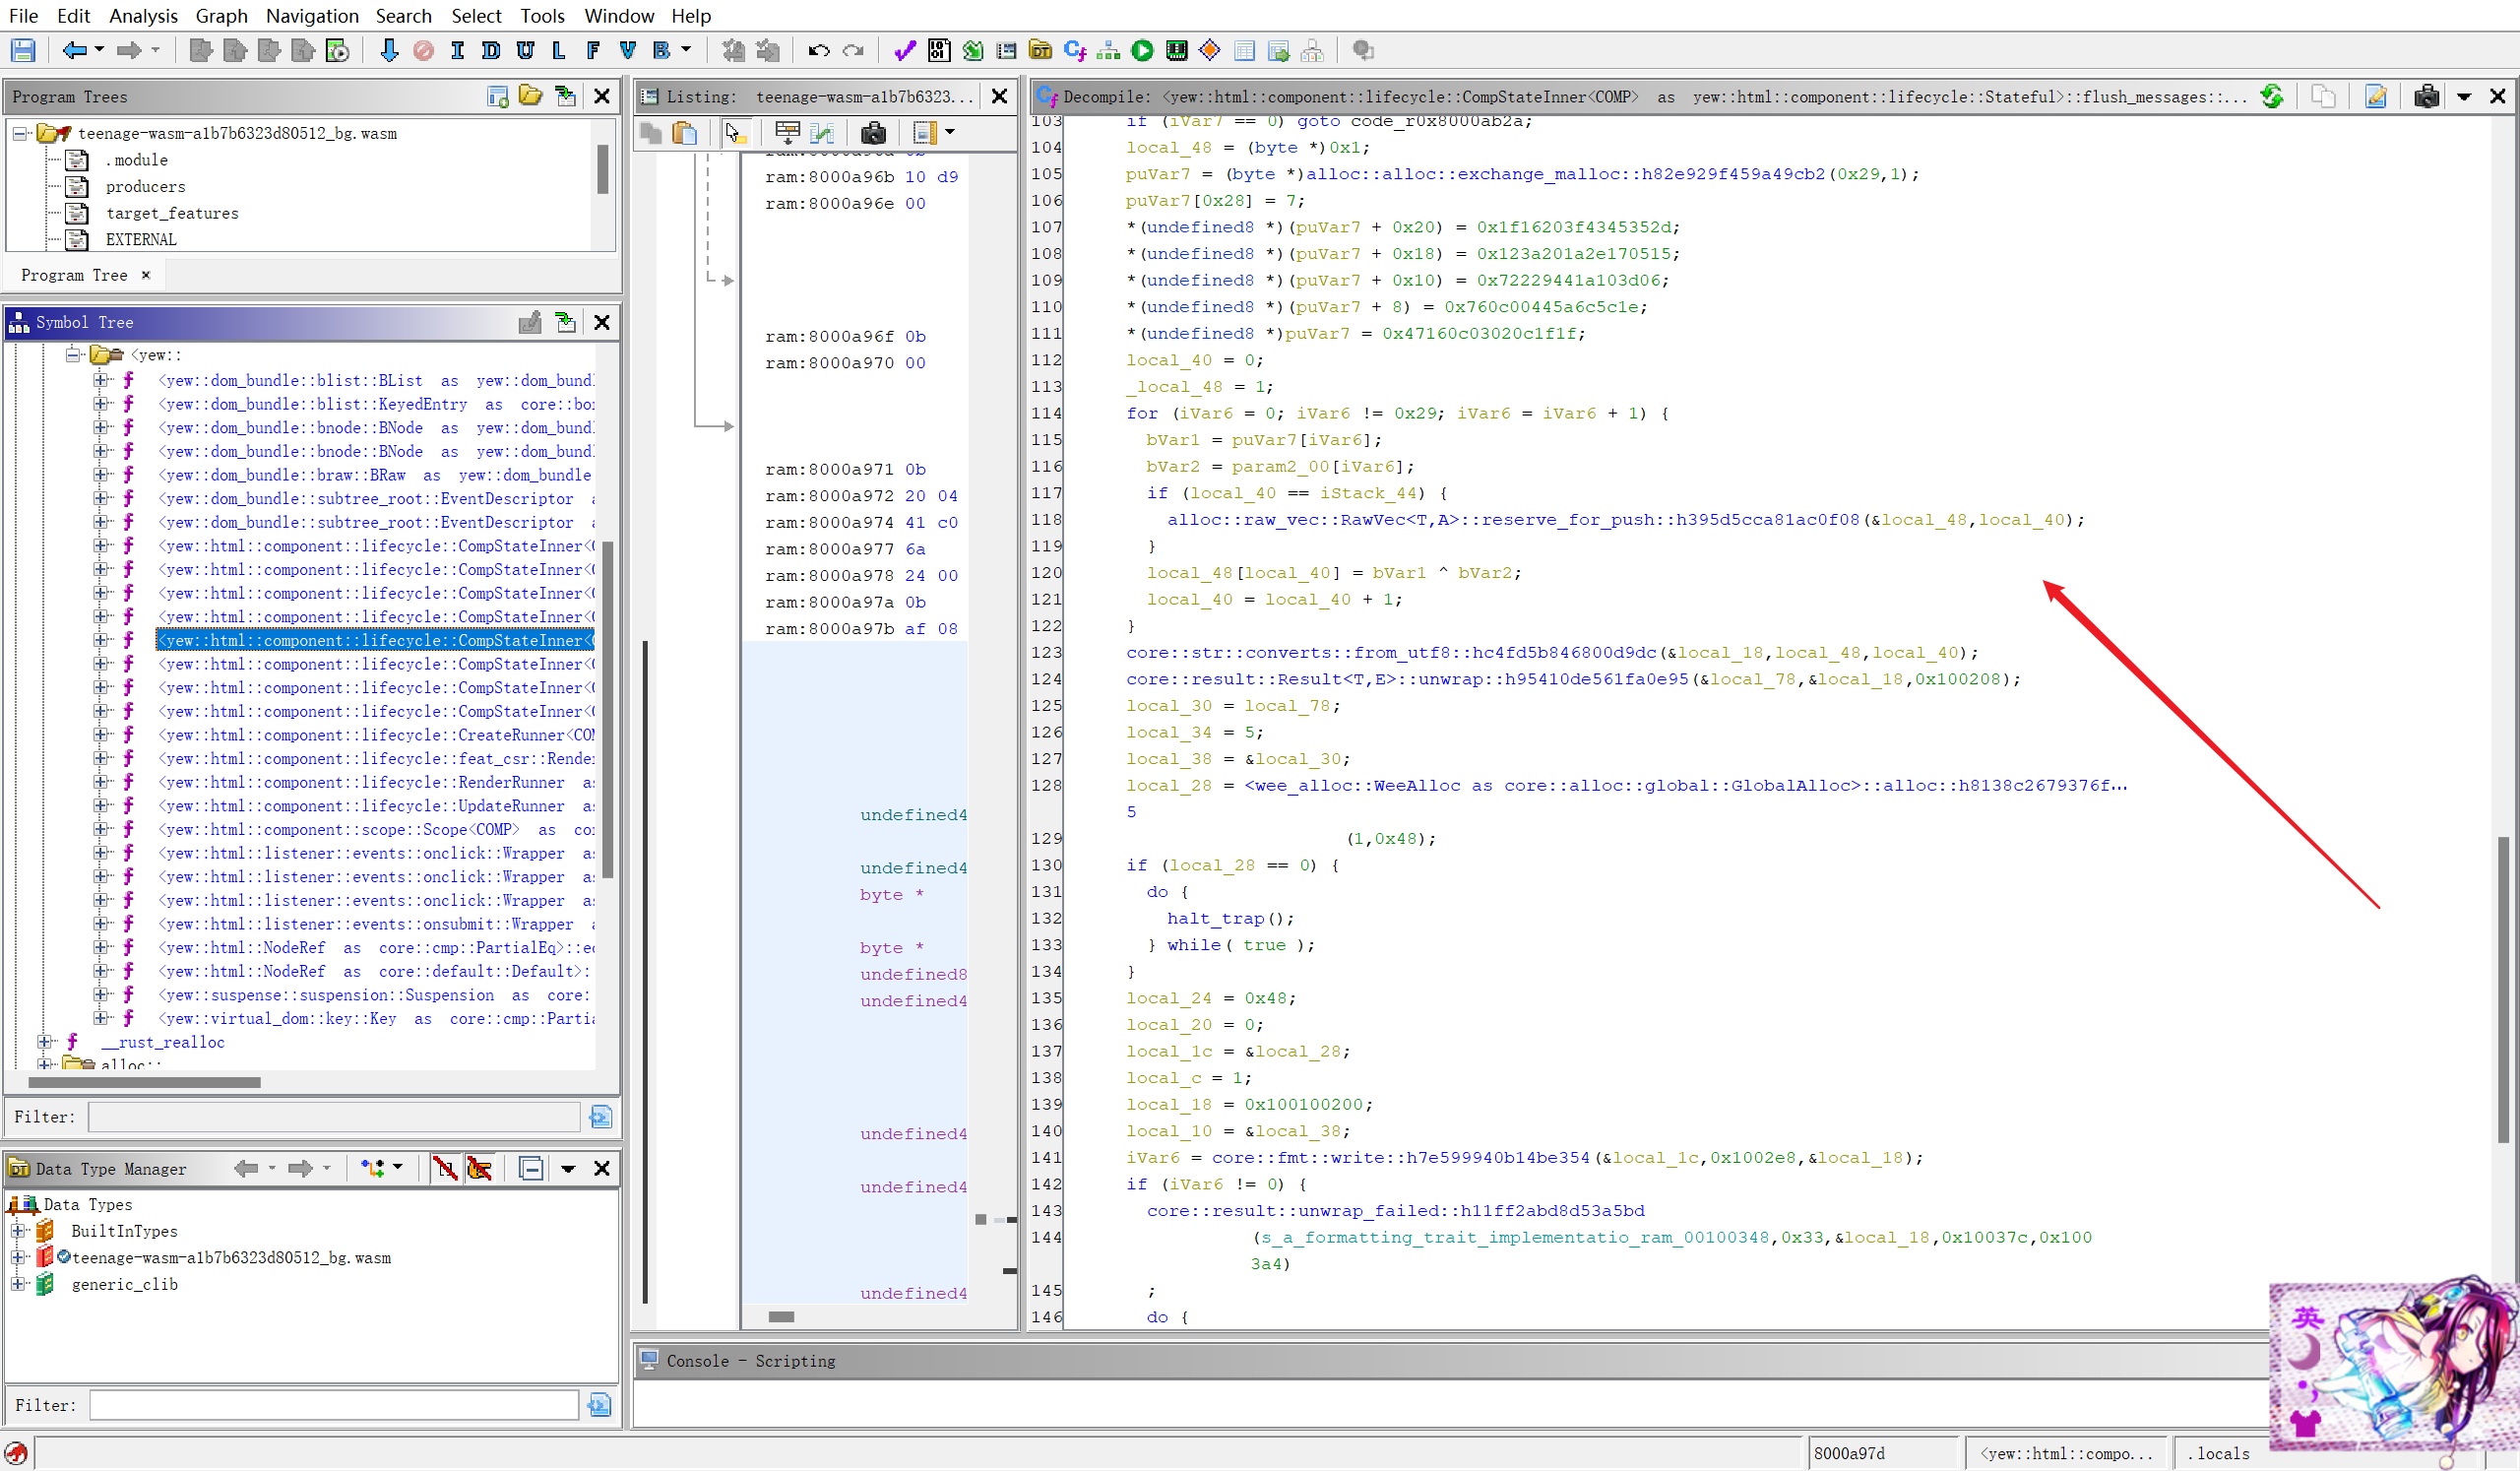 File Edit Analysis Graph Navigation Search Select Tools Window Help
I D U L F V B
Program Trees
teenage-wasm-a1b7b6323d80512_bg.wasm
.module
producers
target_features
EXTERNAL
Program Tree ×
Symbol Tree
<yew::
<yew::dom_bundle::blist::BList as yew::dom_bundl
<yew::dom_bundle::blist::KeyedEntry as core::bo
<yew::dom_bundle::bnode::BNode as yew::dom_bundl
<yew::dom_bundle::bnode::BNode as yew::dom_bundl
<yew::dom_bundle::braw::BRaw as yew::dom_bundle
<yew::dom_bundle::subtree_root::EventDescriptor a
<yew::dom_bundle::subtree_root::EventDescriptor a
<yew::html::component::lifecycle::CompStateInner<C
<yew::html::component::lifecycle::CompStateInner<C
<yew::html::component::lifecycle::CompStateInner<C
<yew::html::component::lifecycle::CompStateInner<C
<yew::html::component::lifecycle::CompStateInner<C
<yew::html::component::lifecycle::CompStateInner<C
<yew::html::component::lifecycle::CompStateInner<C
<yew::html::component::lifecycle::CompStateInner<C
<yew::html::component::lifecycle::CreateRunner<COM
<yew::html::component::lifecycle::feat_csr::Rende
<yew::html::component::lifecycle::RenderRunner as
<yew::html::component::lifecycle::UpdateRunner as
<yew::html::component::scope::Scope<COMP> as co
<yew::html::listener::events::onclick::Wrapper as
<yew::html::listener::events::onclick::Wrapper as
<yew::html::listener::events::onclick::Wrapper as
<yew::html::listener::events::onsubmit::Wrapper a
<yew::html::NodeRef as core::cmp::PartialEq>::e
<yew::html::NodeRef as core::default::Default>:
<yew::suspense::suspension::Suspension as core:
<yew::virtual_dom::key::Key as core::cmp::Partia
__rust_realloc
alloc::
Filter:
Data Type Manager
Data Types
BuiltInTypes
teenage-wasm-a1b7b6323d80512_bg.wasm
generic_clib
Filter:
Listing: teenage-wasm-a1b7b6323...
ram:8000a96b 10 d9
ram:8000a96e 00
ram:8000a96f 0b
ram:8000a970 00
ram:8000a971 0b
ram:8000a972 20 04
ram:8000a974 41 c0
ram:8000a977 6a
ram:8000a978 24 00
ram:8000a97a 0b
ram:8000a97b af 08
undefined4
undefined4
byte *
byte *
undefined8
undefined4
undefined4
undefined4
undefined4
Decompile: <yew::html::component::lifecycle::CompStateInner<COMP> as yew::html::component::lifecycle::Stateful>::flush_messages::...
103 if (iVar7 == 0) goto code_r0x8000ab2a;
104 local_48 = (byte *)0x1;
105 puVar7 = (byte *)alloc::alloc::exchange_malloc::h82e929f459a49cb2(0x29,1);
106 puVar7[0x28] = 7;
107 *(undefined8 *)(puVar7 + 0x20) = 0x1f16203f4345352d;
108 *(undefined8 *)(puVar7 + 0x18) = 0x123a201a2e170515;
109 *(undefined8 *)(puVar7 + 0x10) = 0x72229441a103d06;
110 *(undefined8 *)(puVar7 + 8) = 0x760c00445a6c5c1e;
111 *(undefined8 *)puVar7 = 0x47160c03020c1f1f;
112 local_40 = 0;
113 _local_48 = 1;
114 for (iVar6 = 0; iVar6 != 0x29; iVar6 = iVar6 + 1) {
115 bVar1 = puVar7[iVar6];
116 bVar2 = param2_00[iVar6];
117 if (local_40 == iStack_44) {
118 alloc::raw_vec::RawVec<T,A>::reserve_for_push::h395d5cca81ac0f08(&local_48,local_40);
119 }
120 local_48[local_40] = bVar1 ^ bVar2;
121 local_40 = local_40 + 1;
122 }
123 core::str::converts::from_utf8::hc4fd5b846800d9dc(&local_18,local_48,local_40);
124 core::result::Result<T,E>::unwrap::h95410de561fa0e95(&local_78,&local_18,0x100208);
125 local_30 = local_78;
126 local_34 = 5;
127 local_38 = &local_30;
128 local_28 = <wee_alloc::WeeAlloc as core::alloc::global::GlobalAlloc>::alloc::h8138c2679376f...
5
129 (1,0x48);
130 if (local_28 == 0) {
131 do {
132 halt_trap();
133 } while( true );
134 }
135 local_24 = 0x48;
136 local_20 = 0;
137 local_1c = &local_28;
138 local_c = 1;
139 local_18 = 0x100100200;
140 local_10 = &local_38;
141 iVar6 = core::fmt::write::h7e599940b14be354(&local_1c,0x1002e8,&local_18);
142 if (iVar6 != 0) {
143 core::result::unwrap_failed::h11ff2abd8d53a5bd
144 (s_a_formatting_trait_implementatio_ram_00100348,0x33,&local_18,0x10037c,0x100
3a4)
145 ;
146 do {
Console - Scripting
英
8000a97d
<yew::html::compo...
.locals